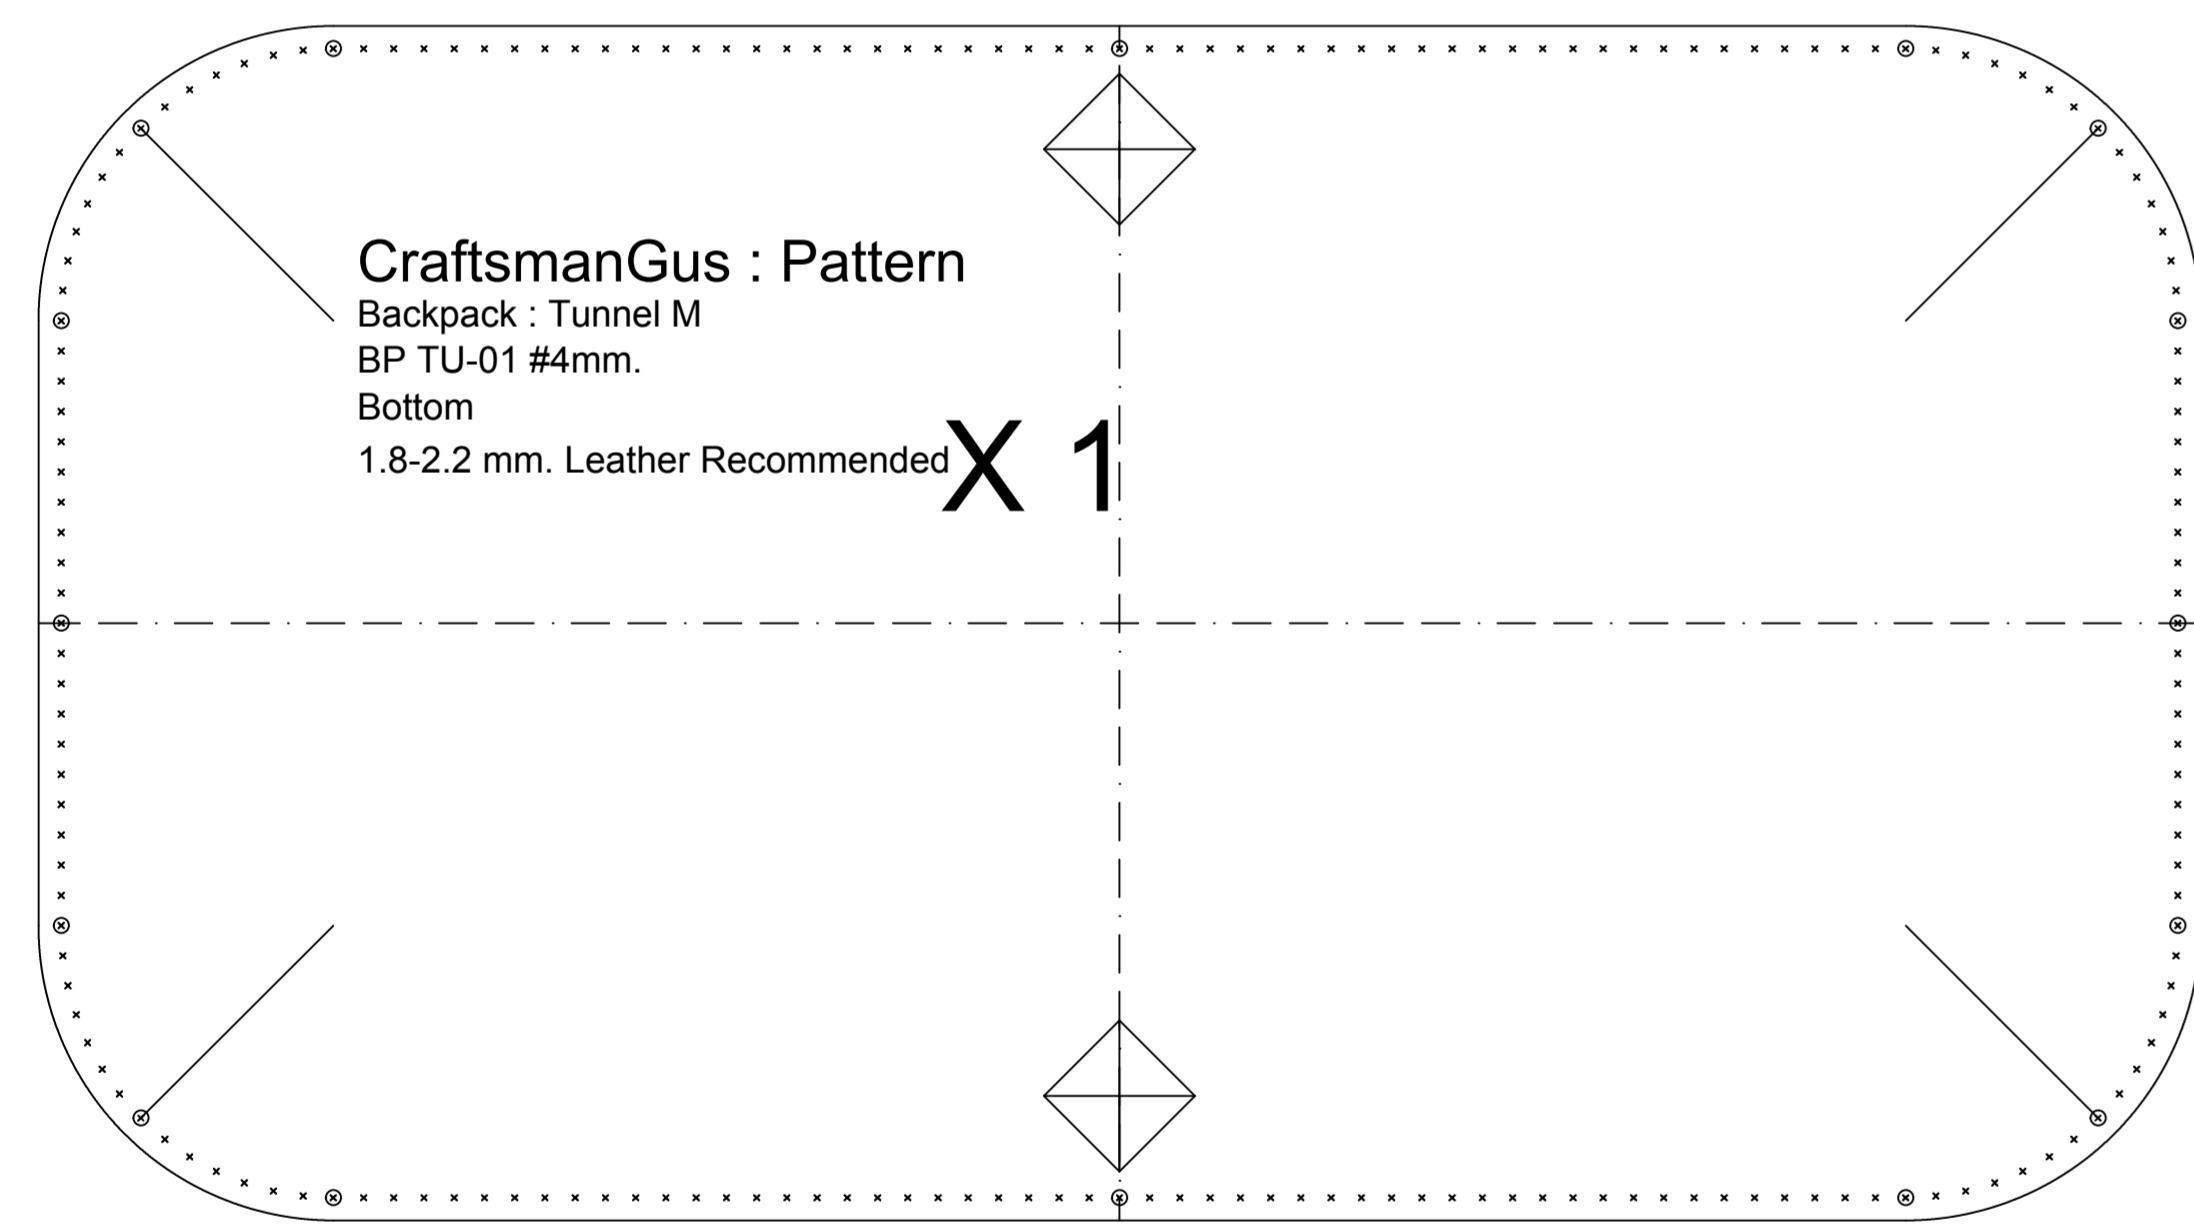 CraftsmanGus : Pattern
Backpack : Tunnel M
BP TU-01 #4mm.
Bottom
1.8-2.2 mm. Leather Recommended
X 1